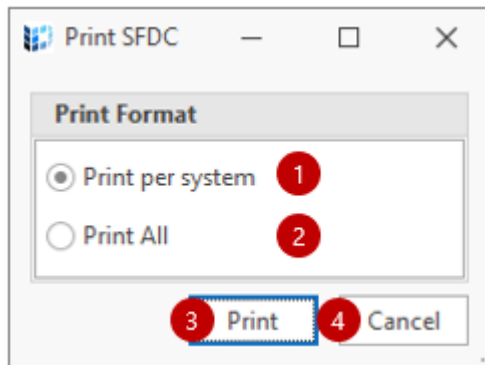 Print SFDC
Print Format
Print per system 1
Print All 2
3 Print 4 Cancel